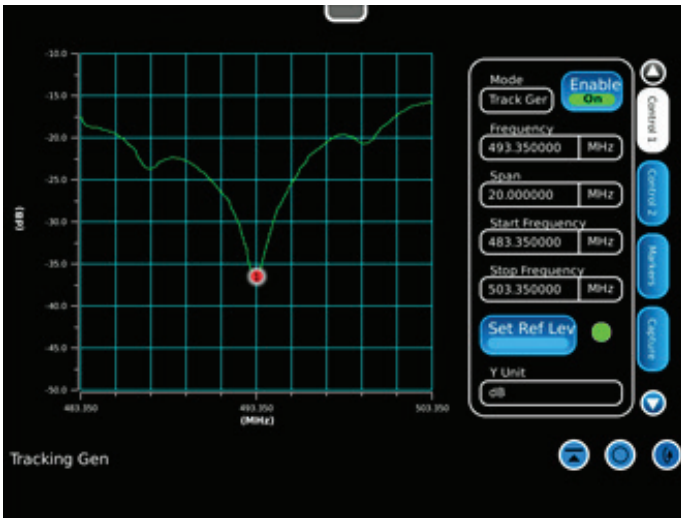 -10.0
-15.0
-20.0
-25.0
-30.0
-35.0
-40.0
-45.0
-50.0
(dB)
483.350
493.350
503.350
(MHz)
1
Mode
Track Ger
Enable
On
Frequency
493.350000 MHz
Span
20.000000 MHz
Start Frequency
483.350000 MHz
Stop Frequency
503.350000 MHz
Set Ref Lev
Y Unit
dB
Control 1
Control 2
Markers
Capture
Tracking Gen